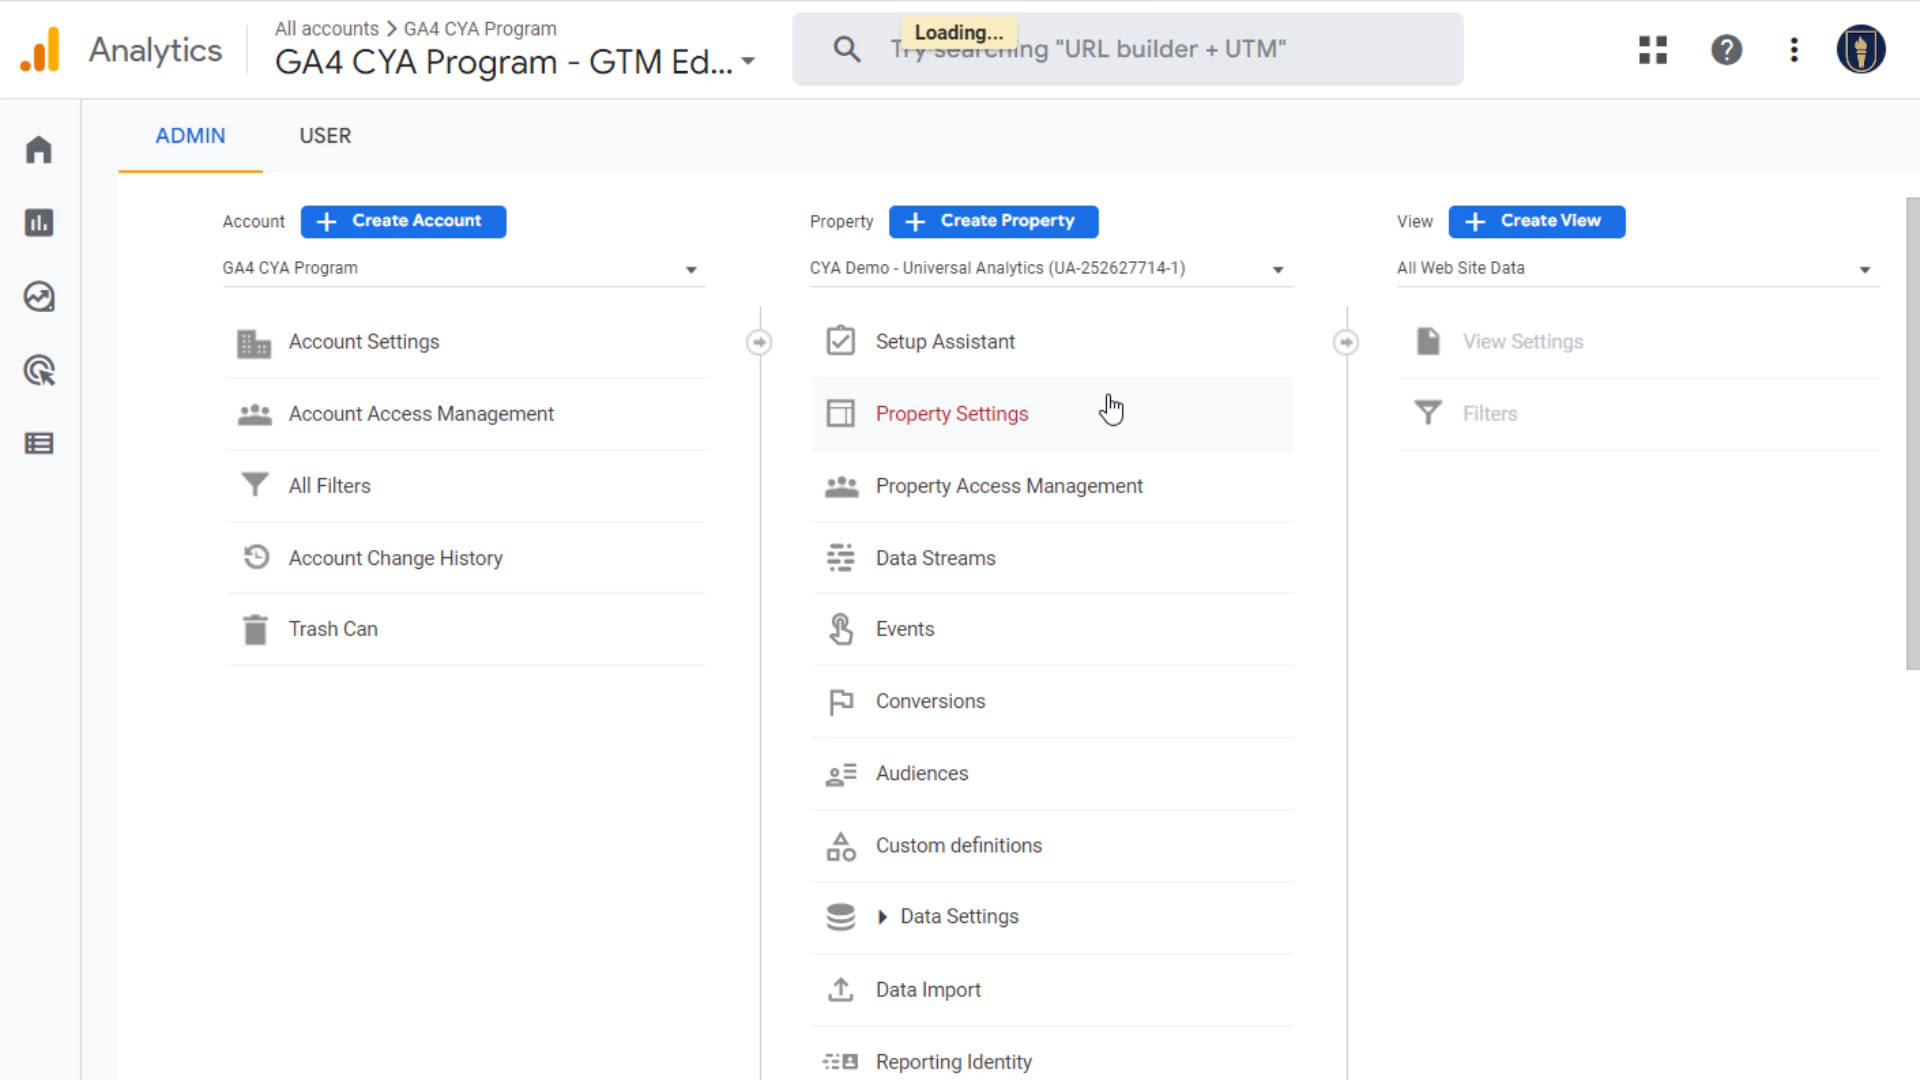 Analytics
All accounts > GA4 CYA Program
GA4 CYA Program - GTM Ed...
Loading...
Try searching "URL builder + UTM"
ADMIN
USER
Account
Create Account
GA4 CYA Program
Account Settings
Account Access Management
All Filters
Account Change History
Trash Can
Property
Create Property
CYA Demo - Universal Analytics (UA-252627714-1)
Setup Assistant
Property Settings
Property Access Management
Data Streams
Events
Conversions
Audiences
Custom definitions
Data Settings
Data Import
Reporting Identity
View
Create View
All Web Site Data
View Settings
Filters